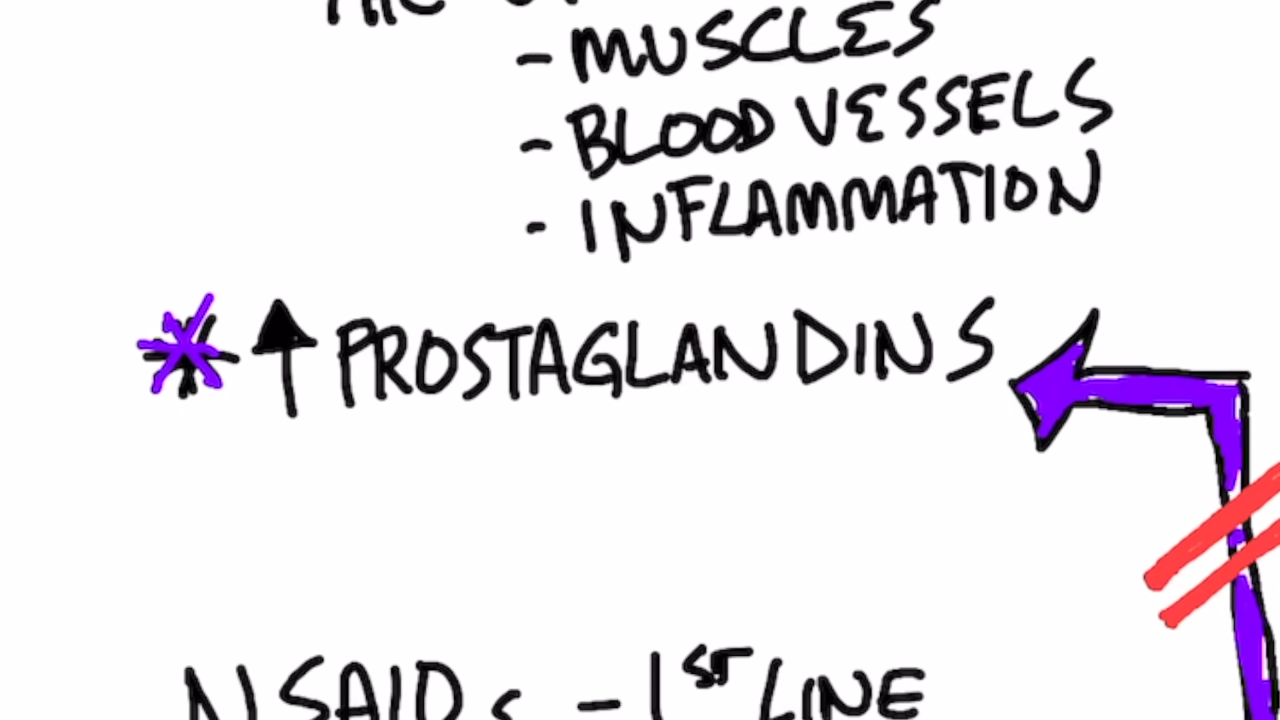 - MUSCLES
- BLOOD VESSELS
- INFLAMMATION
* ↑ PROSTAGLANDINS
NSAIDs - 1ST LINE